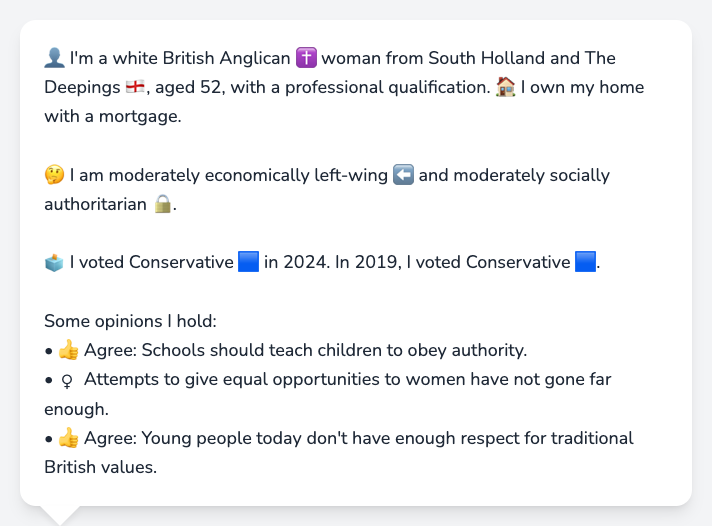 👤 I'm a white British Anglican ✝️ woman from South Holland and The
Deepings 🏴󠁧󠁢󠁥󠁮󠁧󠁿, aged 52, with a professional qualification. 🏠 I own my home
with a mortgage.
🤔 I am moderately economically left-wing ⬅️ and moderately socially
authoritarian 🔒.
🗳️ I voted Conservative 🟦 in 2024. In 2019, I voted Conservative 🟦.
Some opinions I hold:
• 👍 Agree: Schools should teach children to obey authority.
• ♀ Attempts to give equal opportunities to women have not gone far
enough.
• 👍 Agree: Young people today don't have enough respect for traditional
British values.